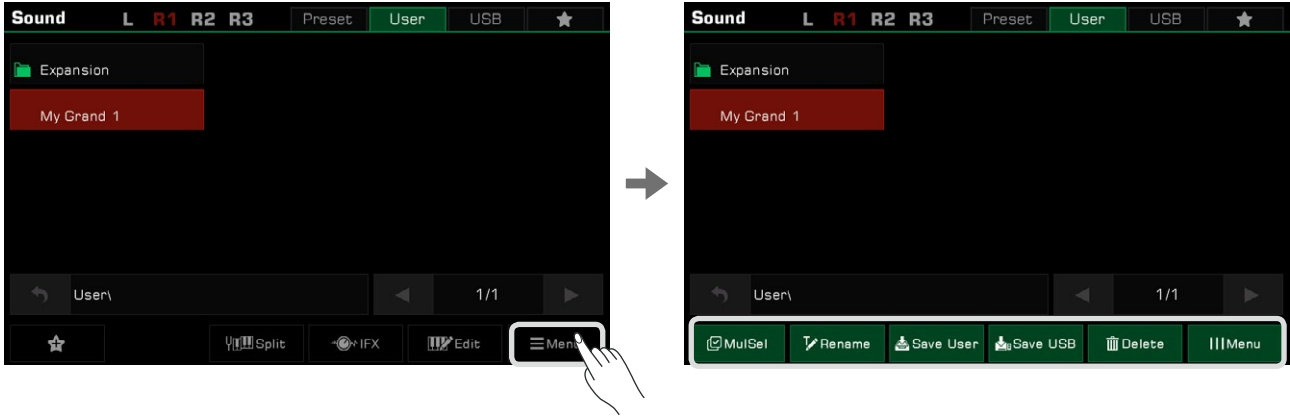 Sound L R1 R2 R3 Preset User USB
Expansion
My Grand 1
User\ 1/1
Split IFX Edit Menu
Sound L R1 R2 R3 Preset User USB
Expansion
My Grand 1
User\ 1/1
MulSel Rename Save User Save USB Delete Menu